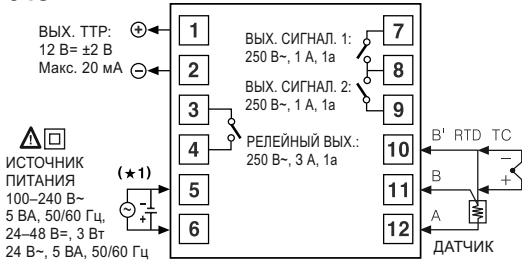 ВЫХ. ТТР:
12 В= ±2 В
Макс. 20 мА
1
2
3
4
5
6
ВЫХ. СИГНАЛ. 1:
250 В~, 1 А, 1а
ВЫХ. СИГНАЛ. 2:
250 В~, 1 А, 1а
РЕЛЕЙНЫЙ ВЫХ.:
250 В~, 3 А, 1а
7
8
9
10
11
12
B' RTD TC
B
A
ДАТЧИК
(★1)
ИСТОЧНИК
ПИТАНИЯ
100–240 В~
5 ВА, 50/60 Гц,
24–48 В=, 3 Вт
24 В~, 5 ВА, 50/60 Гц